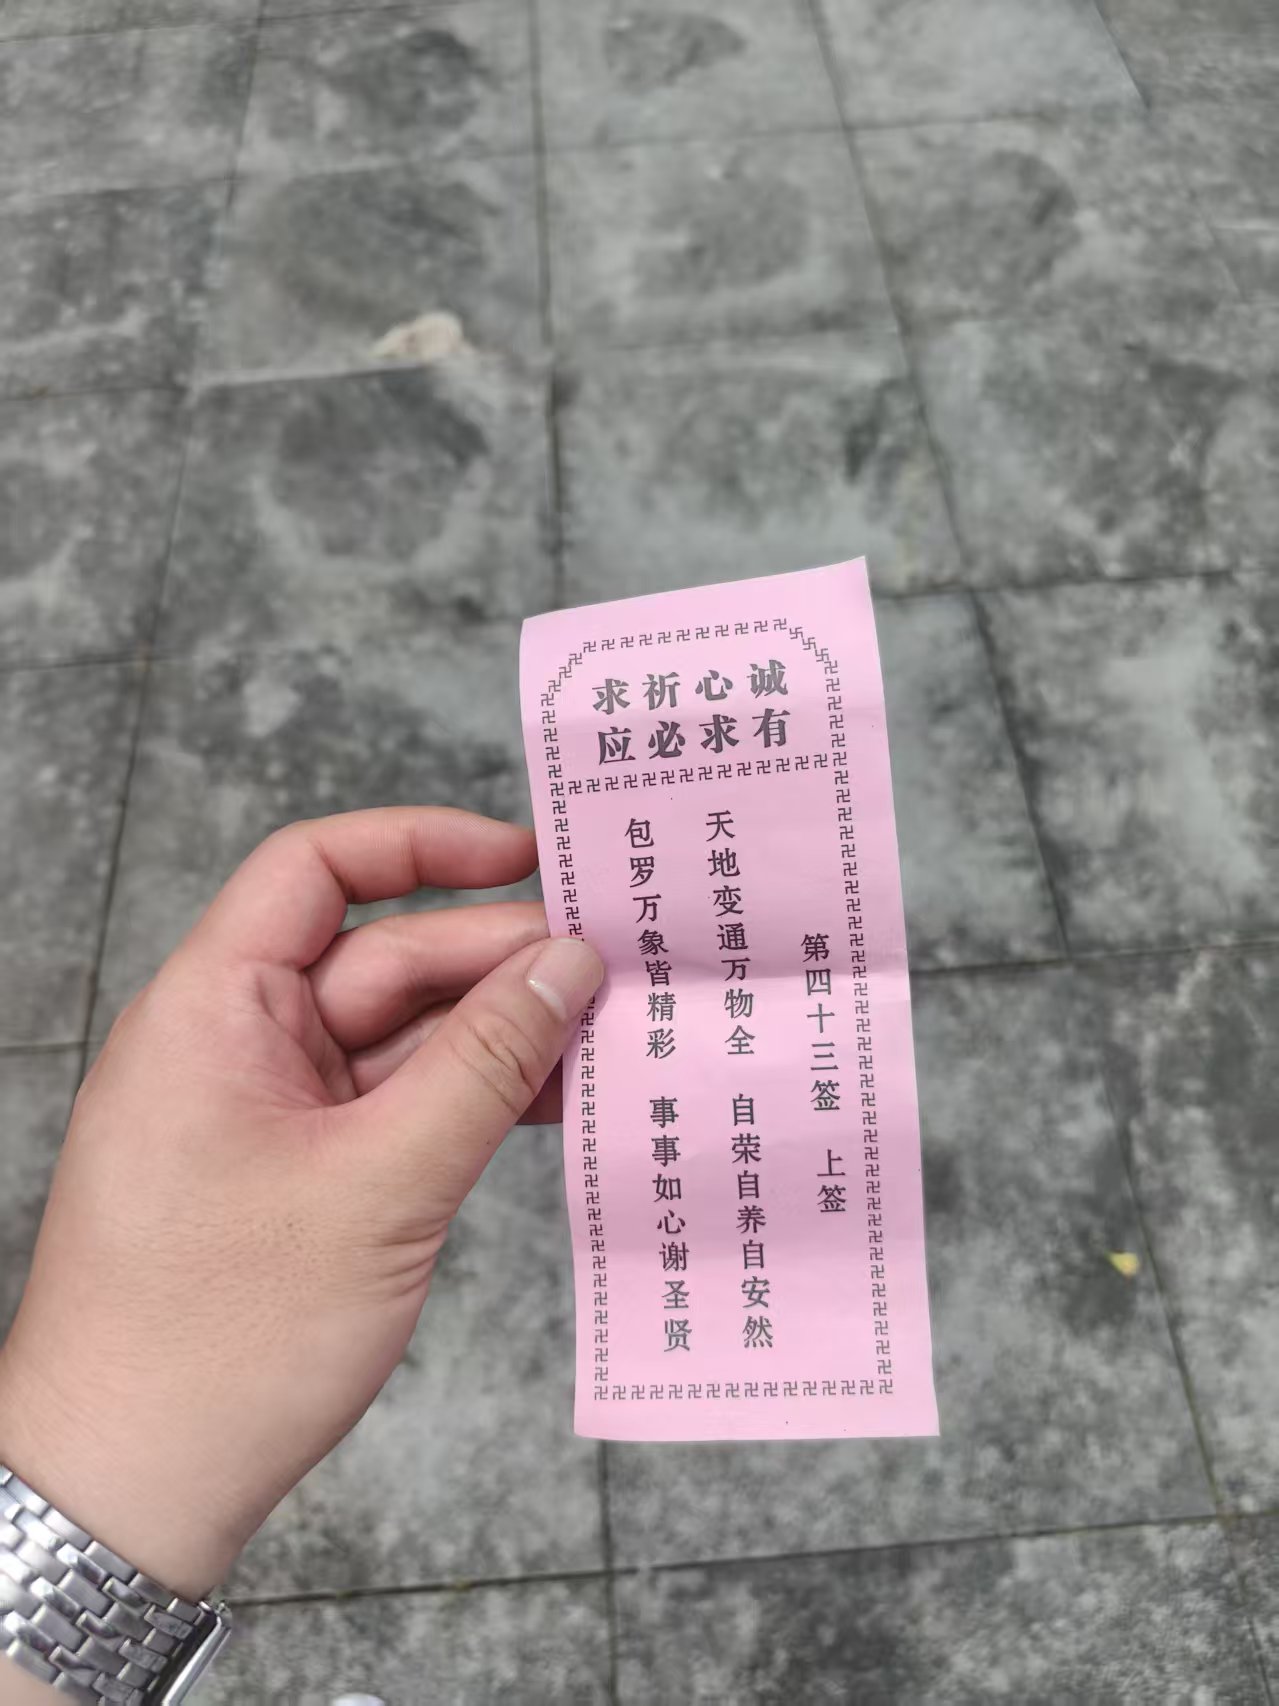 诚心祈求
有求必应
第四十三签 上签
天地变通万物全 自荣自养自安然
包罗万象皆精彩 事事如心谢圣贤